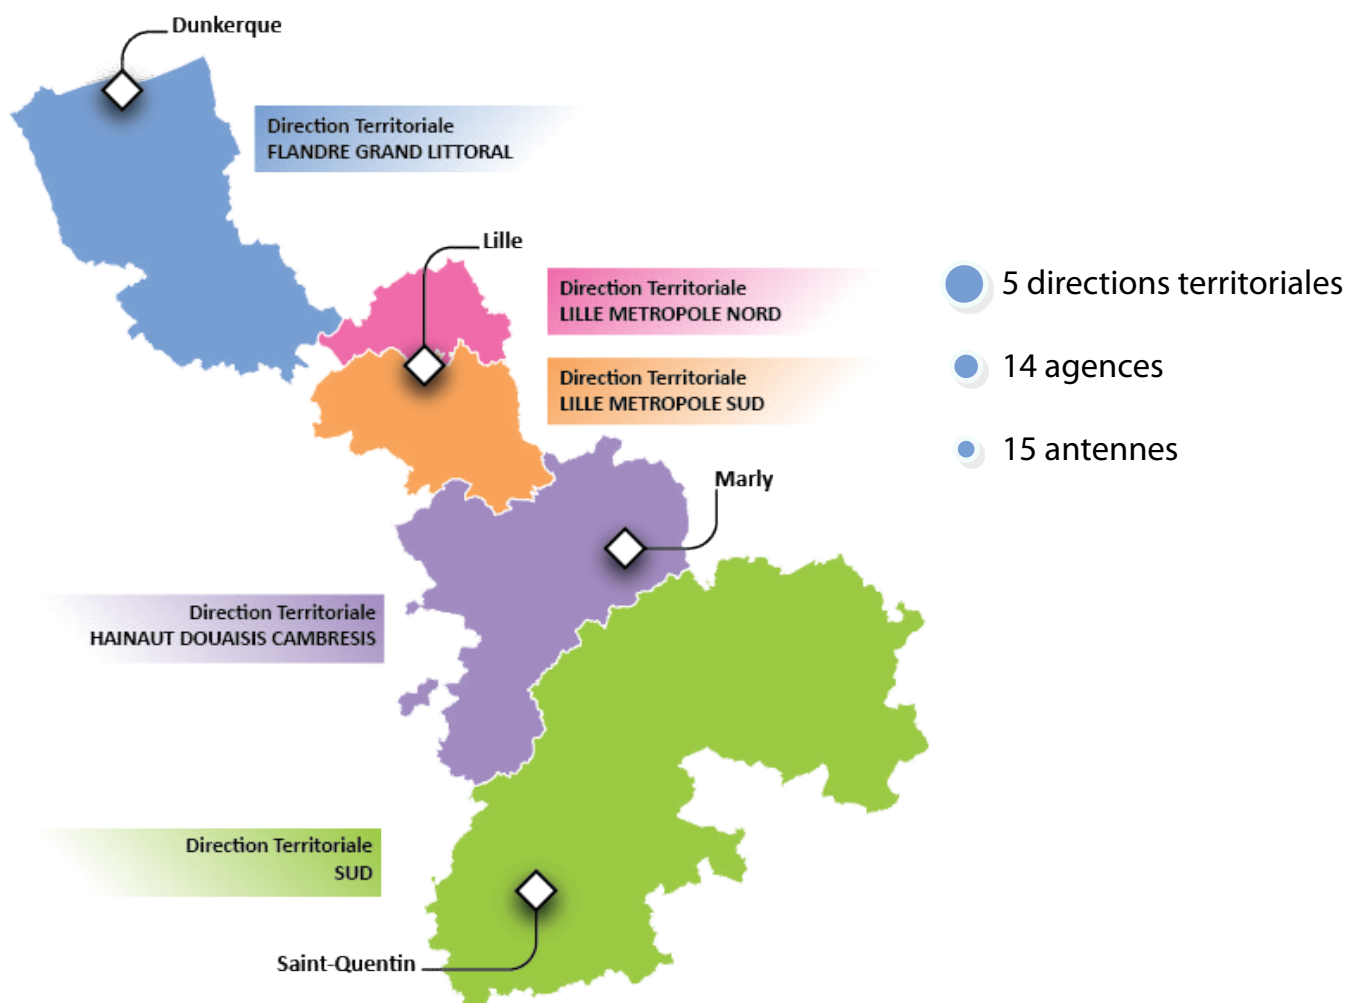 Dunkerque
Direction Territoriale
FLANDRE GRAND LITTORAL
Lille
Direction Territoriale
LILLE METROPOLE NORD
Direction Territoriale
LILLE METROPOLE SUD
5 directions territoriales
14 agences
15 antennes
Marly
Direction Territoriale
HAINAUT DOUAISIS CAMBRESIS
Direction Territoriale
SUD
Saint-Quentin